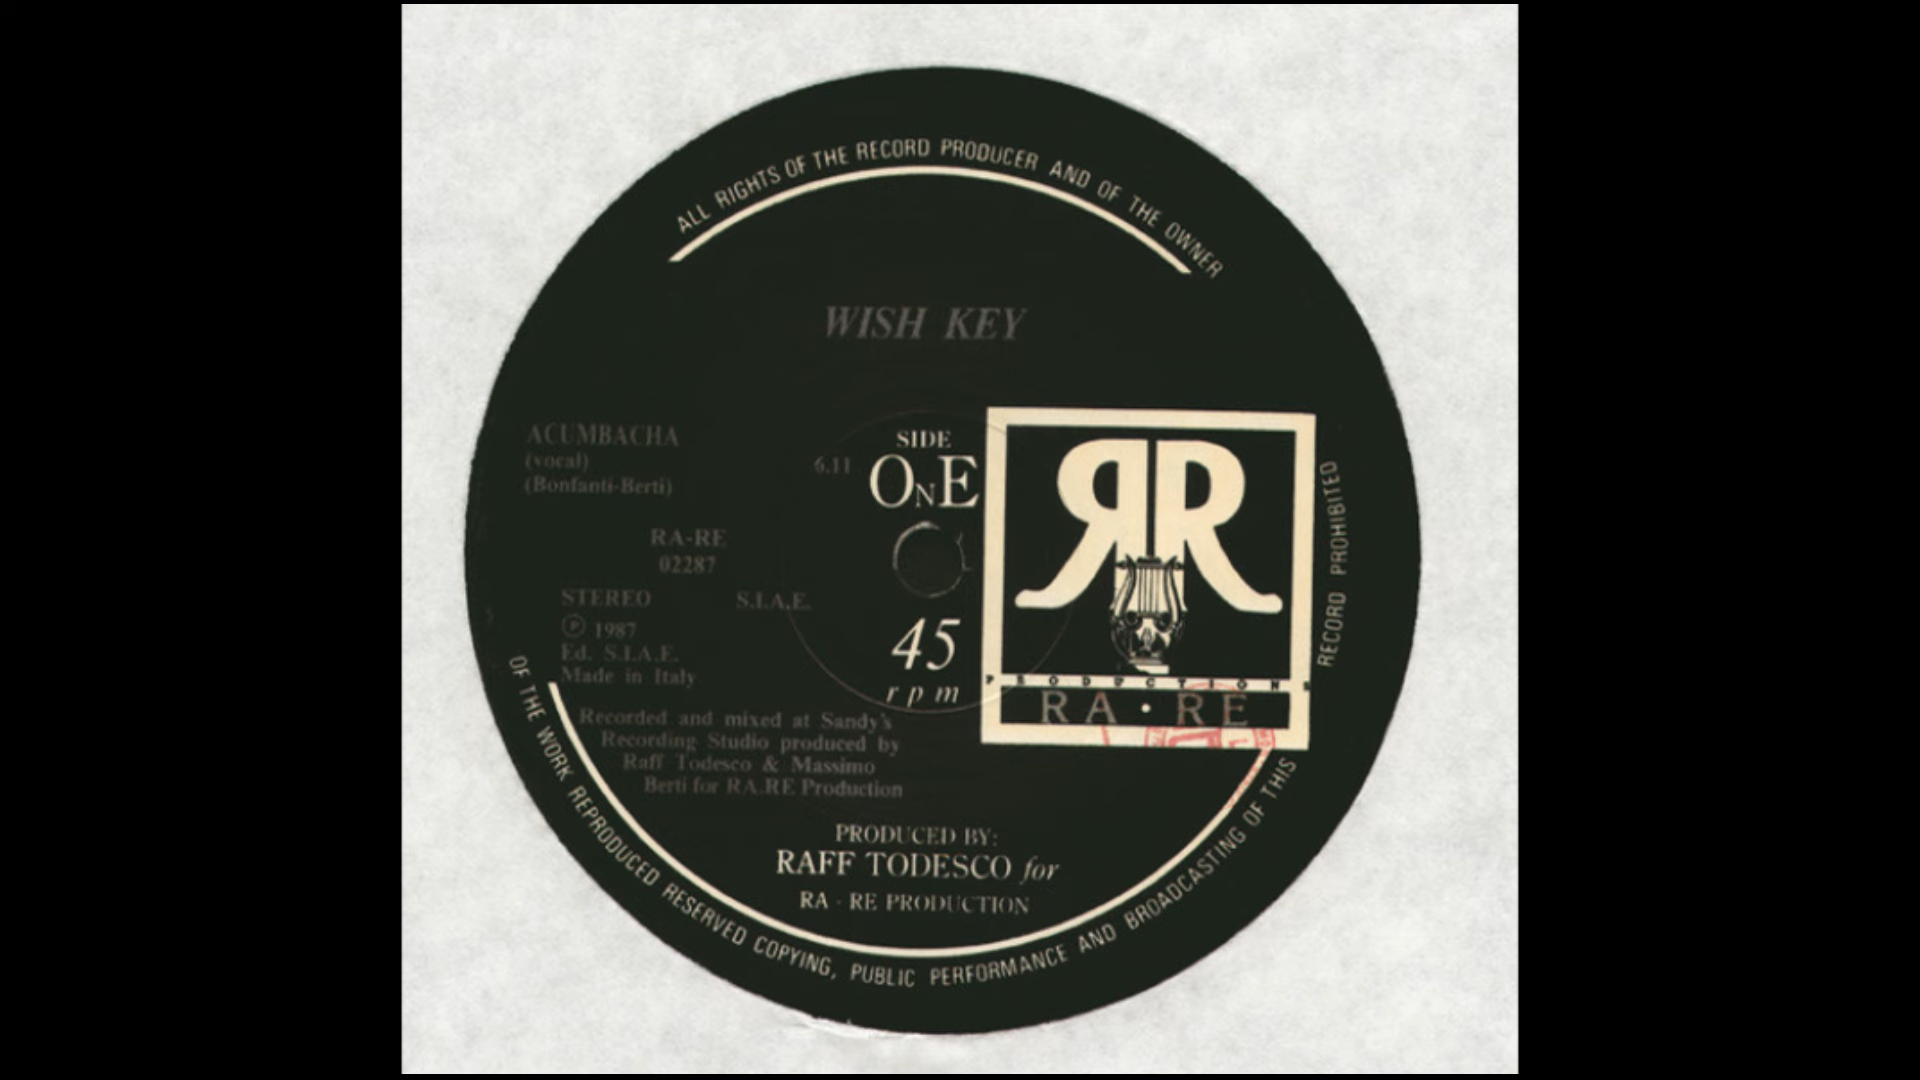 ALL RIGHTS OF THE RECORD PRODUCER AND OF THE OWNER
WISH KEY
ACUMBACHA
(vocal)
(Bonfanti-Berti)
6.11
SIDE
ONE
RA-RE
02287
STEREO S.I.A.E.
Ⓟ 1987
Ed. S.I.A.E.
Made in Italy
45
rpm
RR
PRODUCTIONS
RA·RE
Recorded and mixed at Sandy's
Recording Studio produced by
Raff Todesco & Massimo
Berti for RA.RE Production
PRODUCED BY:
RAFF TODESCO for
RA·RE PRODUCTION
OF THE WORK REPRODUCED RESERVED COPYING, PUBLIC PERFORMANCE AND BROADCASTING OF THIS
RECORD PROHIBITED